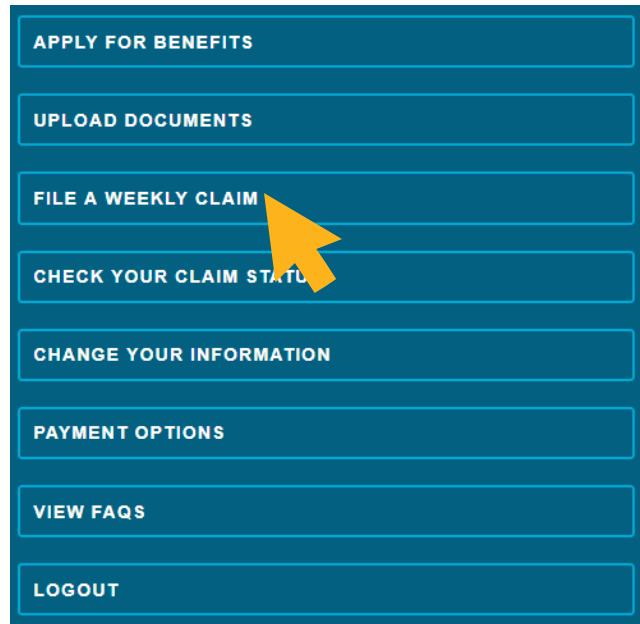 APPLY FOR BENEFITS
UPLOAD DOCUMENTS
FILE A WEEKLY CLAIM
CHECK YOUR CLAIM
CHANGE YOUR INFORMATION
PAYMENT OPTIONS
VIEW FAQS
LOGOUT